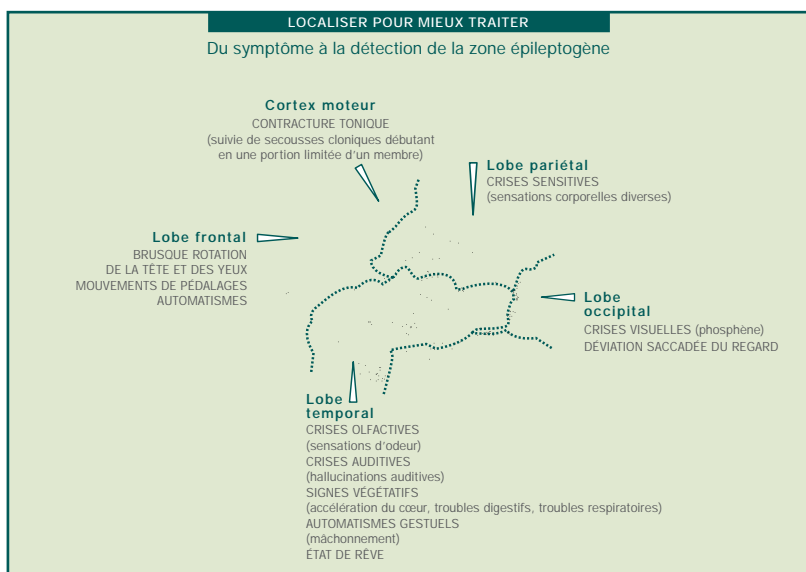 LOCALISER POUR MIEUX TRAITER
Du symptôme à la détection de la zone épileptogène
Cortex moteur
CONTRACTURE TONIQUE
(suivie de secousses cloniques débutant
en une portion limitée d'un membre)
Lobe pariétal
CRISES SENSITIVES
(sensations corporelles diverses)
Lobe frontal
BRUSQUE ROTATION
DE LA TÊTE ET DES YEUX
MOUVEMENTS DE PÉDALAGES
AUTOMATISMES
Lobe
occipital
CRISES VISUELLES (phosphène)
DÉVIATION SACCADÉE DU REGARD
Lobe
temporal
CRISES OLFACTIVES
(sensations d'odeur)
CRISES AUDITIVES
(hallucinations auditives)
SIGNES VÉGÉTATIFS
(accélération du cœur, troubles digestifs, troubles respiratoires)
AUTOMATISMES GESTUELS
(mâchonnement)
ÉTAT DE RÊVE